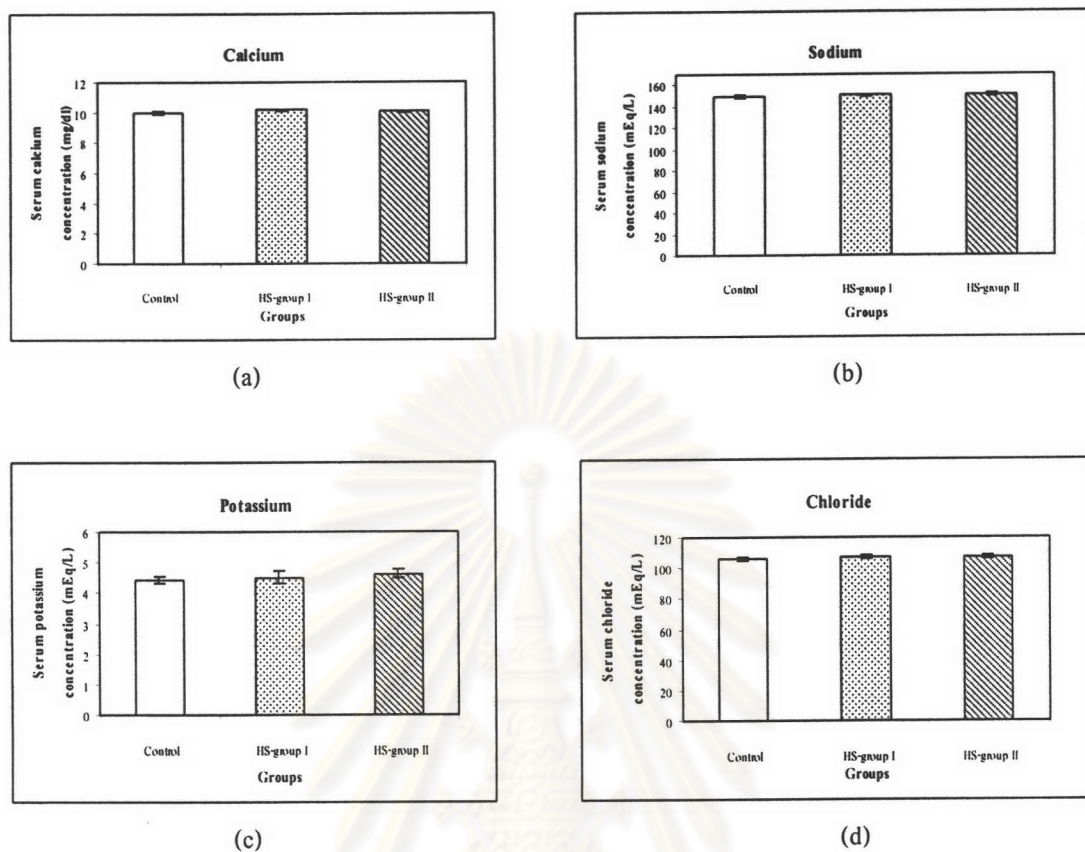 Calcium
Serum calcium
concentration (mg/dl)
12
10
8
6
4
2
0
Control HS-group I HS-group II
Groups
(a)
Sodium
Serum sodium
concentration (mEq/L)
160
140
120
100
80
60
40
20
0
Control HS-group I HS-group II
Groups
(b)
Potassium
Serum potassium
concentration (mEq/L)
6
5
4
3
2
1
0
Control HS-group I HS-group II
Groups
(c)
Chloride
Serum chloride
concentration (mEq/L)
120
100
80
60
40
20
0
Control HS-group I HS-group II
Groups
(d)